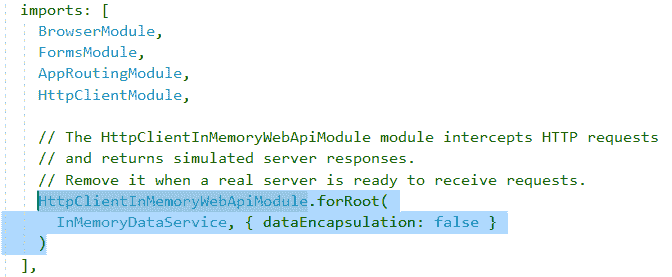 imports: [
BrowserModule,
FormsModule,
AppRoutingModule,
HttpClientModule,
// The HttpClientInMemoryWebApiModule module intercepts HTTP requests
// and returns simulated server responses.
// Remove it when a real server is ready to receive requests.
HttpClientInMemoryWebApiModule.forRoot(
InMemoryDataService, { dataEncapsulation: false }
)
],